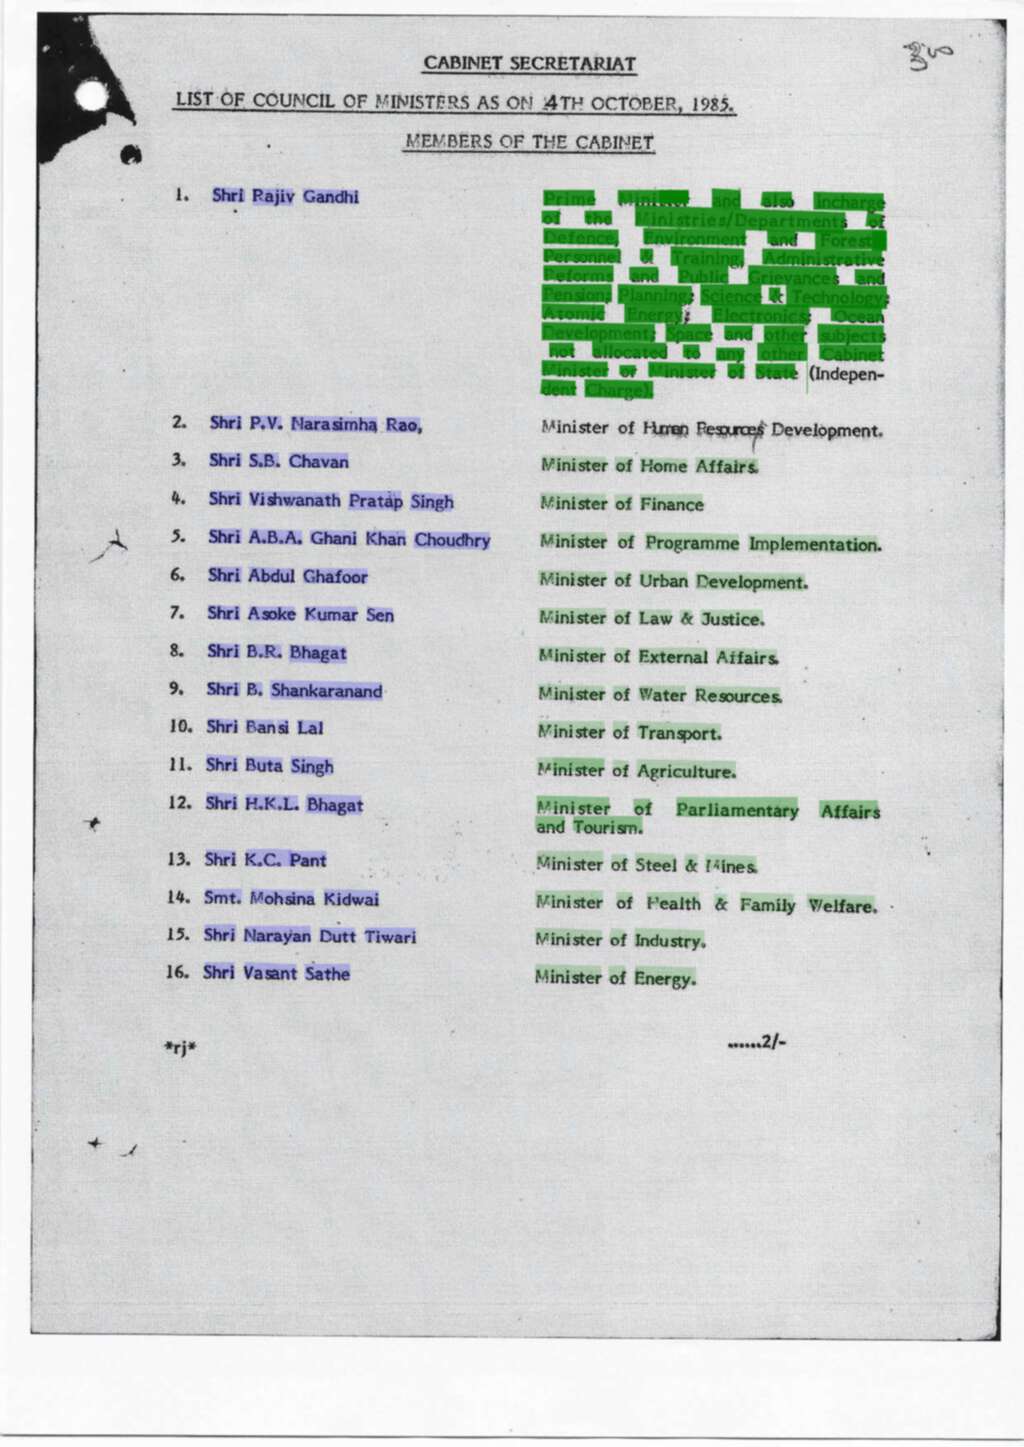 CABINET SECRETARIAT
LIST OF COUNCIL OF MINISTERS AS ON 4TH OCTOBER, 1985.
MEMBERS OF THE CABINET
1. Shri Rajiv Gandhi
Prime Minister and also incharge
of the Ministries/Departments of
Defence, Environment and Forest
Personnel & Training, Administrative
Reforms and Public Grievances and
Pension; Planning; Science & Technology;
Atomic Energy; Electronics; Ocean
Development; Space and other subjects
not allocated to any other Cabinet
Minister or Minister of State (Indepen-
dent Charge).
2. Shri P.V. Narasimha Rao, Minister of Human Resources Development.
3. Shri S.B. Chavan Minister of Home Affairs.
4. Shri Vishwanath Pratap Singh Minister of Finance
5. Shri A.B.A. Ghani Khan Choudhry Minister of Programme Implementation.
6. Shri Abdul Ghafoor Minister of Urban Development.
7. Shri Asoke Kumar Sen Minister of Law & Justice.
8. Shri B.R. Bhagat Minister of External Affairs.
9. Shri B. Shankaranand Minister of Water Resources.
10. Shri Bansi Lal Minister of Transport.
11. Shri Buta Singh Minister of Agriculture.
12. Shri H.K.L. Bhagat Minister of Parliamentary Affairs
and Tourism.
13. Shri K.C. Pant Minister of Steel & Mines.
14. Smt. Mohsina Kidwai Minister of Health & Family Welfare.
15. Shri Narayan Dutt Tiwari Minister of Industry.
16. Shri Vasant Sathe Minister of Energy.
*rj* ......2/-